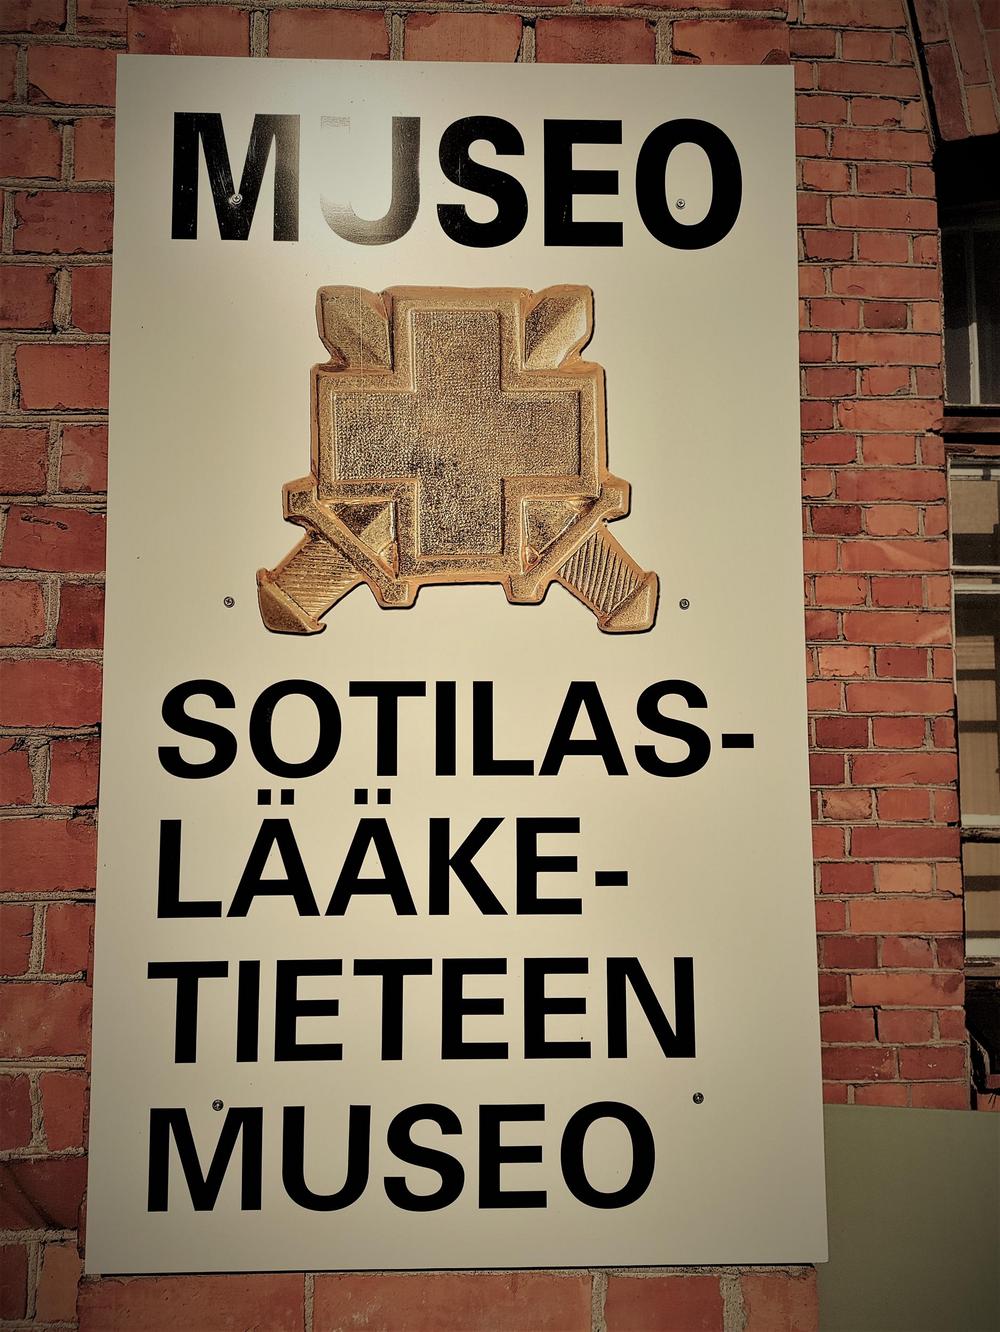 MUSEO
SOTILAS-
LÄÄKE-
TIETEEN
MUSEO